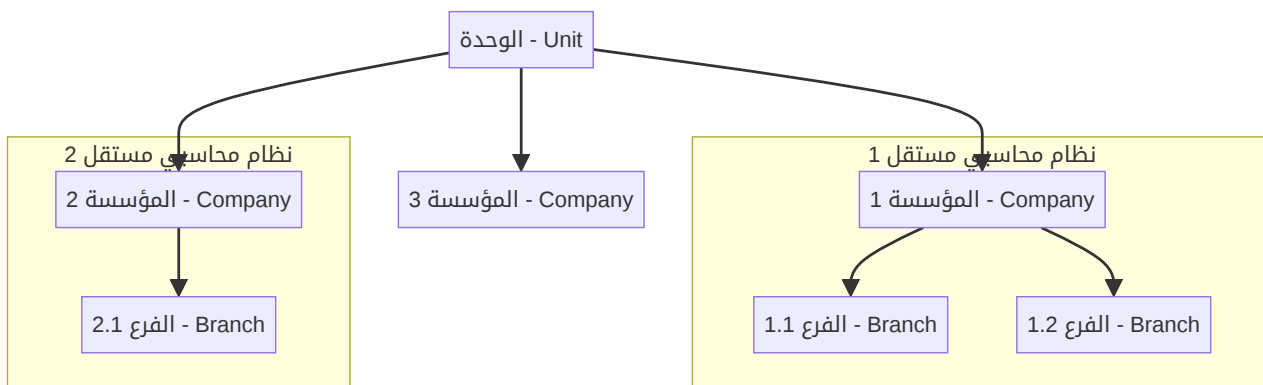 الوحدة - Unit
نظام محاسبي مستقل 2
نظام محاسبي مستقل 1
المؤسسة 2 - Company
المؤسسة 3 - Company
المؤسسة 1 - Company
الفرع 2.1 - Branch
الفرع 1.1 - Branch
الفرع 1.2 - Branch